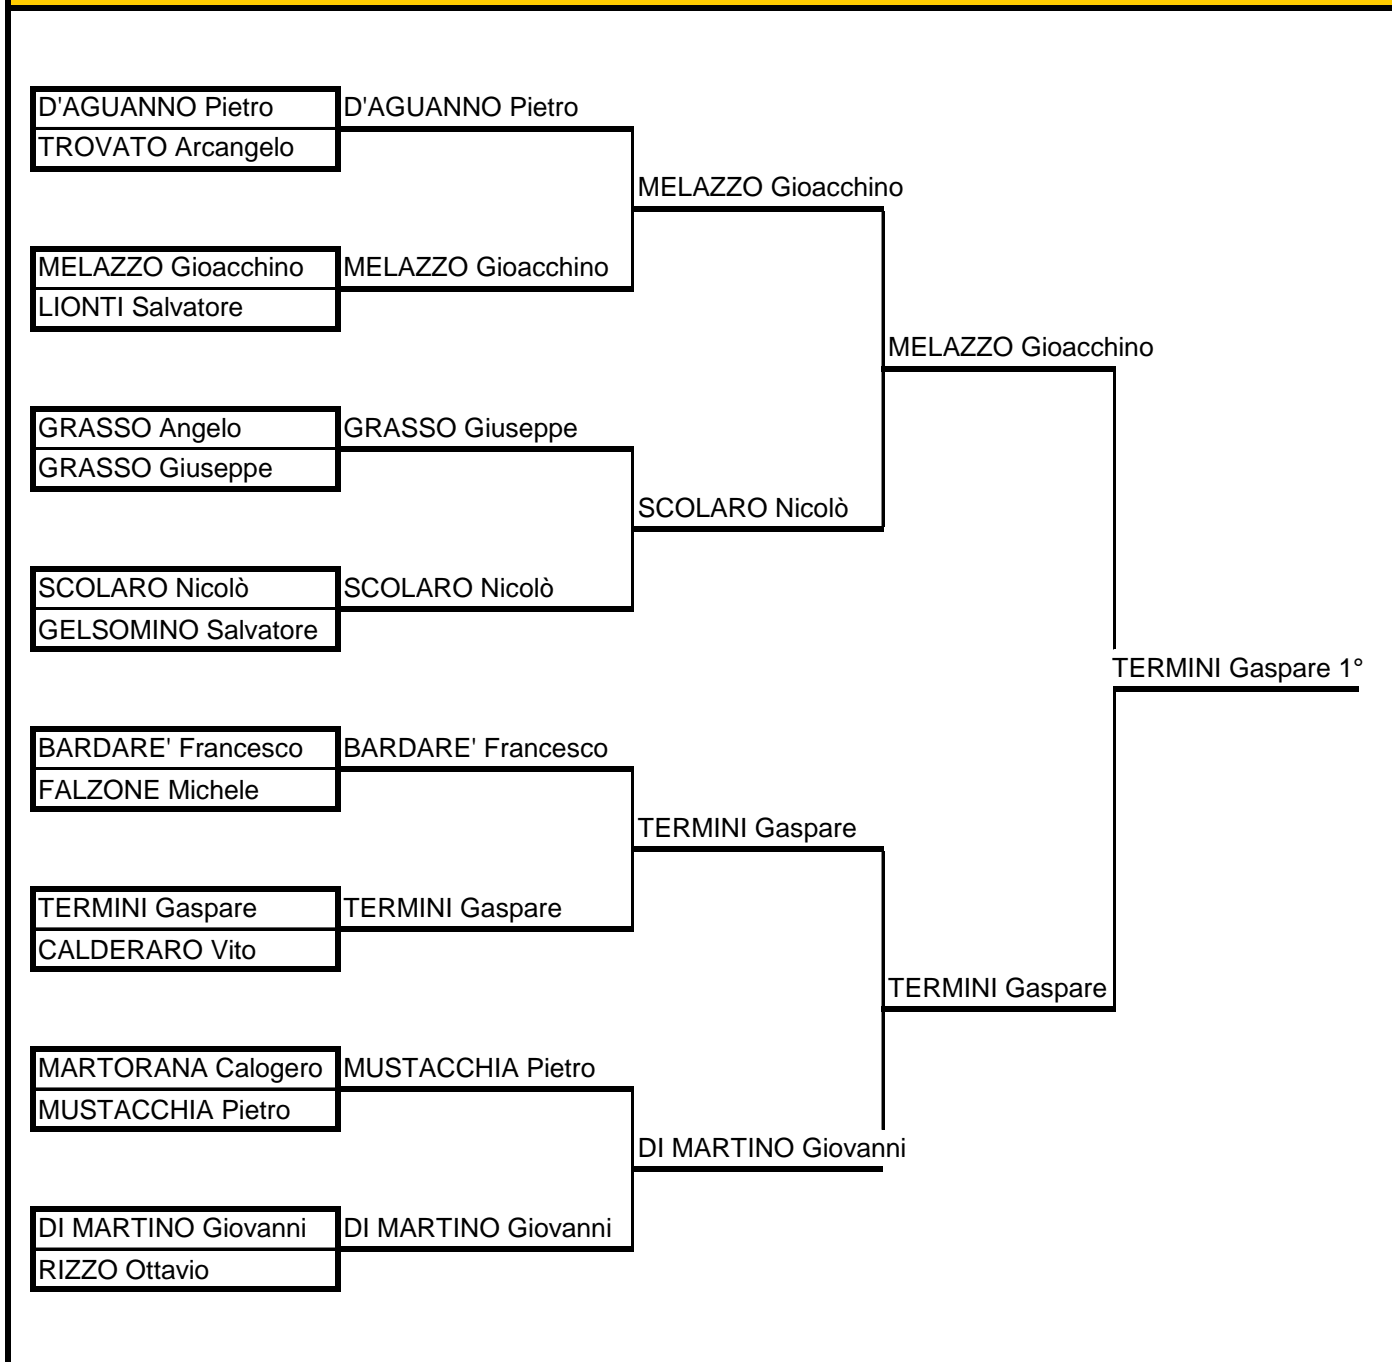 D'AGUANNO Pietro
D'AGUANNO Pietro
TROVATO Arcangelo
MELAZZO Gioacchino
MELAZZO Gioacchino
MELAZZO Gioacchino
LIONTI Salvatore
MELAZZO Gioacchino
GRASSO Angelo
GRASSO Giuseppe
GRASSO Giuseppe
SCOLARO Nicolò
SCOLARO Nicolò
SCOLARO Nicolò
GELSOMINO Salvatore
TERMINI Gaspare 1°
BARDARE' Francesco
BARDARE' Francesco
FALZONE Michele
TERMINI Gaspare
TERMINI Gaspare
TERMINI Gaspare
CALDERARO Vito
TERMINI Gaspare
MARTORANA Calogero
MUSTACCHIA Pietro
MUSTACCHIA Pietro
DI MARTINO Giovanni
DI MARTINO Giovanni
DI MARTINO Giovanni
RIZZO Ottavio